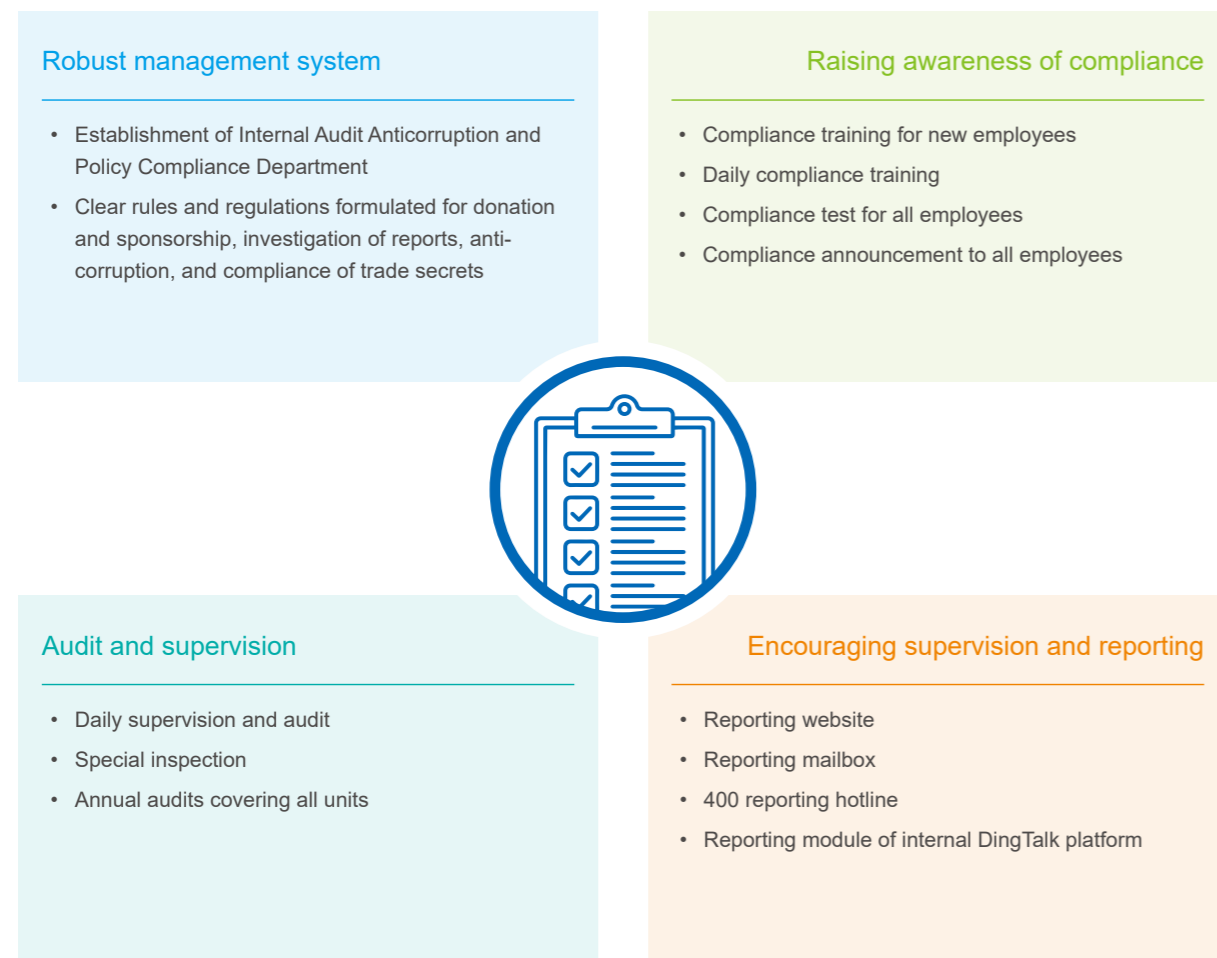 Robust management system
• Establishment of Internal Audit Anticorruption and
Policy Compliance Department
• Clear rules and regulations formulated for donation
and sponsorship, investigation of reports, anti-
corruption, and compliance of trade secrets
Raising awareness of compliance
• Compliance training for new employees
• Daily compliance training
• Compliance test for all employees
• Compliance announcement to all employees
Audit and supervision
• Daily supervision and audit
• Special inspection
• Annual audits covering all units
Encouraging supervision and reporting
• Reporting website
• Reporting mailbox
• 400 reporting hotline
• Reporting module of internal DingTalk platform